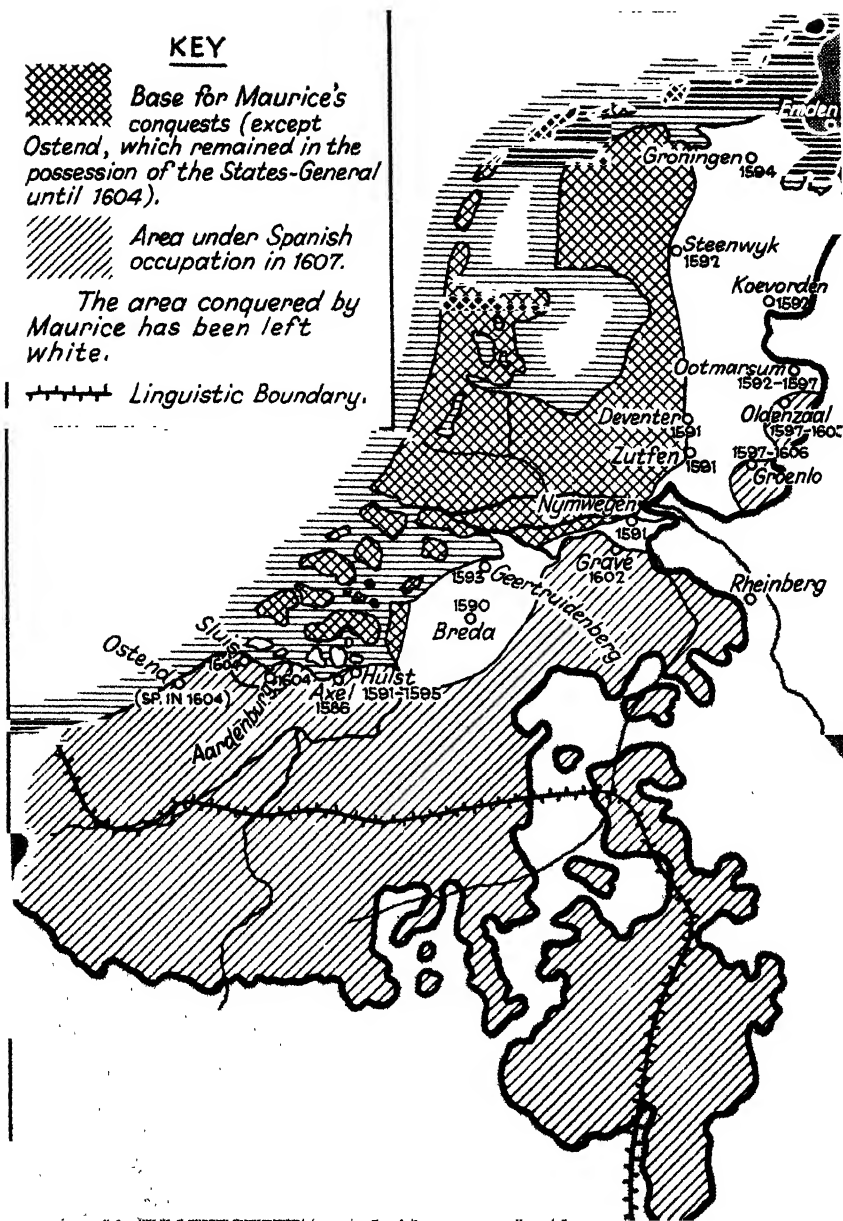 KEY
Base for Maurice's
conquests (except
Ostend, which remained in the
possession of the States-General
until 1604).
Area under Spanish
occupation in 1607.
The area conquered by
Maurice has been left
white.
Linguistic Boundary.
Emden
Groningen
1594
Steenwyk
1592
Koevorden
1592
Ootmarsum
1592-1597
Deventer
1591
Oldenzaal
Zutfen
1591
1597-1606
Groenlo
Nymwegen
1591
Grave
1602
1593
Geertruidenberg
Rheinberg
1590
Breda
Sluis
1604
Ostend
(SP. IN 1604)
Aardenburg
1604
Axel
1586
Hulst
1591-1595